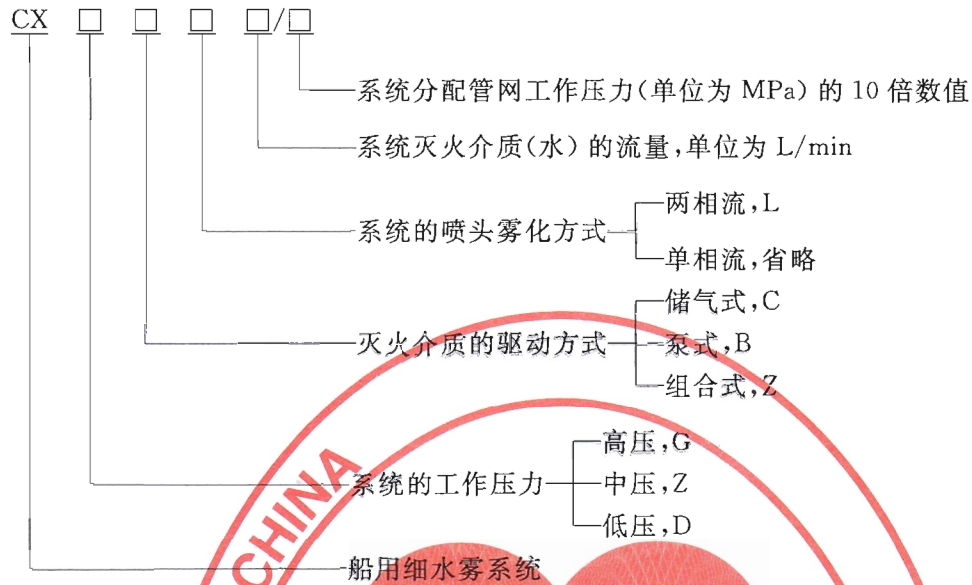 CX □ □ □ □/□
系统分配管网工作压力(单位为 MPa) 的 10 倍数值
系统灭火介质(水) 的流量,单位为 L/min
两相流,L
系统的喷头雾化方式
单相流,省略
储气式,C
灭火介质的驱动方式
泵式,B
组合式,Z
高压,G
系统的工作压力
中压,Z
低压,D
船用细水雾系统
CHINA